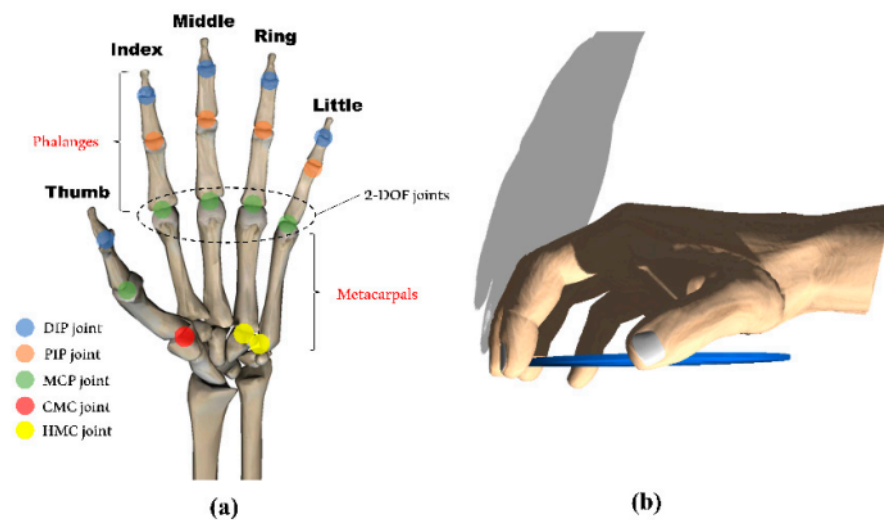 Middle
Index
Ring
Little
Phalanges
Thumb
2-DOF joints
Metacarpals
DIP joint
PIP joint
MCP joint
CMC joint
HMC joint
(a)
(b)